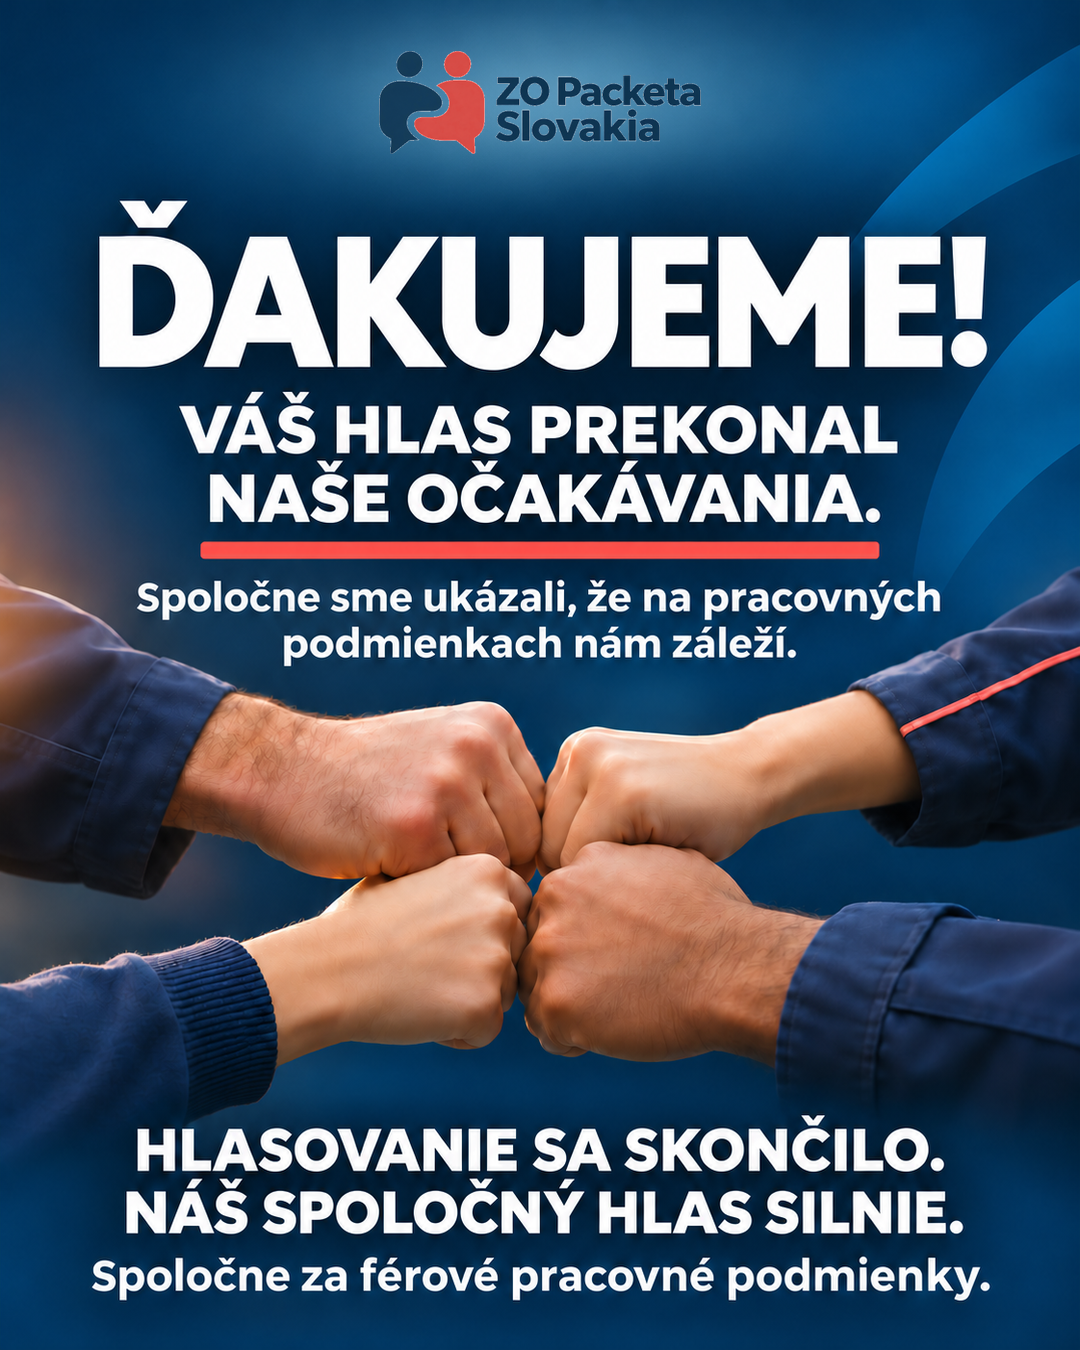 ZO Packeta
Slovakia
ĎAKUJEME!
VÁŠ HLAS PREKONAL
NAŠE OČAKÁVANIA.
Spoločne sme ukázali, že na pracovných
podmienkach nám záleží.
HLASOVANIE SA SKONČILO.
NÁŠ SPOLOČNÝ HLAS SILNIE.
Spoločne za férové pracovné podmienky.